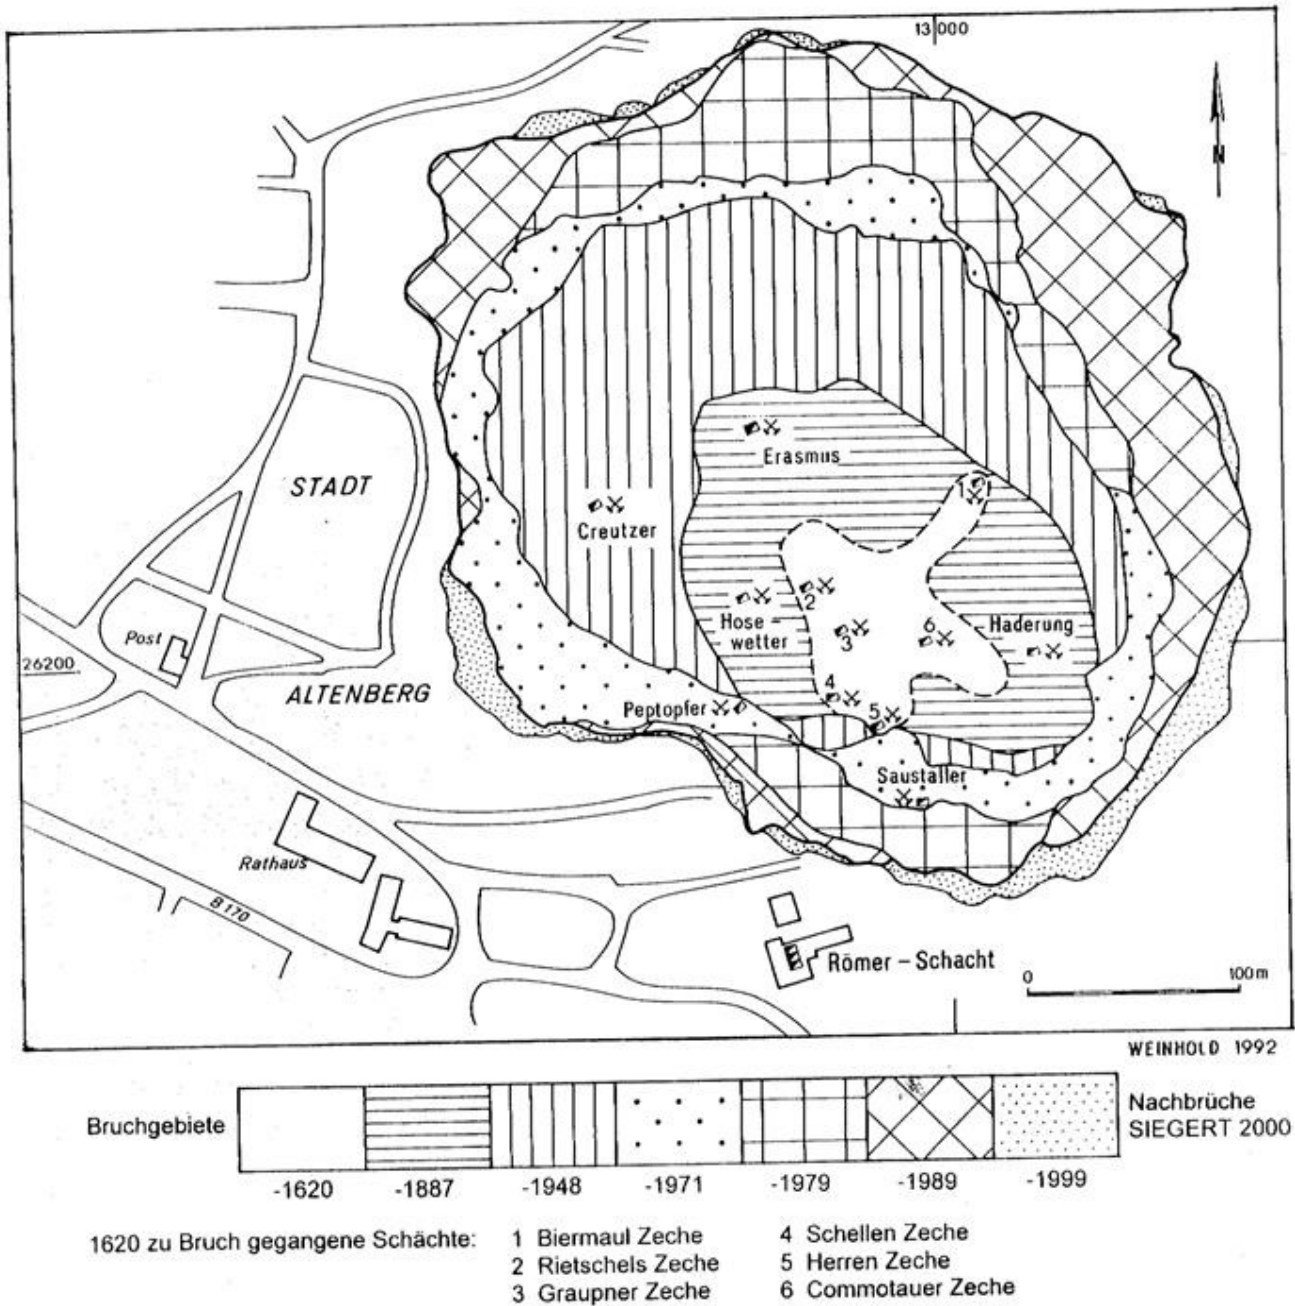 13 000
N
Erasmus
1
STADT
Creutzer
2
Hose-
wetter
3
6
Haderung
Post
26200
4
ALTENBERG
Peptopfer
5
Saustaller
Rathaus
B 170
Römer – Schacht
0 100 m
WEINHOLD 1992
Bruchgebiete
Nachbrüche
SIEGERT 2000
-1620 -1887 -1948 -1971 -1979 -1989 -1999
1620 zu Bruch gegangene Schächte: 1 Biermaul Zeche 4 Schellen Zeche
2 Rietschels Zeche 5 Herren Zeche
3 Graupner Zeche 6 Commotauer Zeche